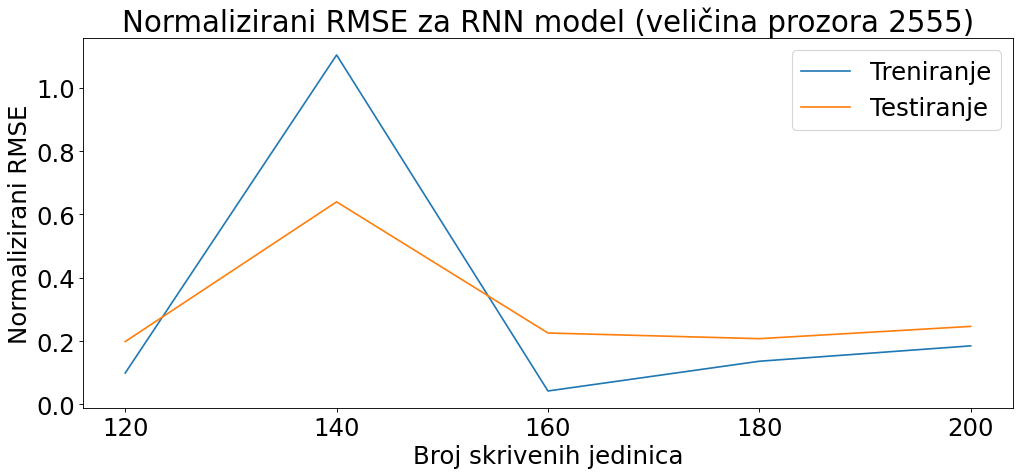 Normalizirani RMSE za RNN model (veličina prozora 2555)
Treniranje
Testiranje
Normalizirani RMSE
1.0
0.8
0.6
0.4
0.2
0.0
120 140 160 180 200
Broj skrivenih jedinica